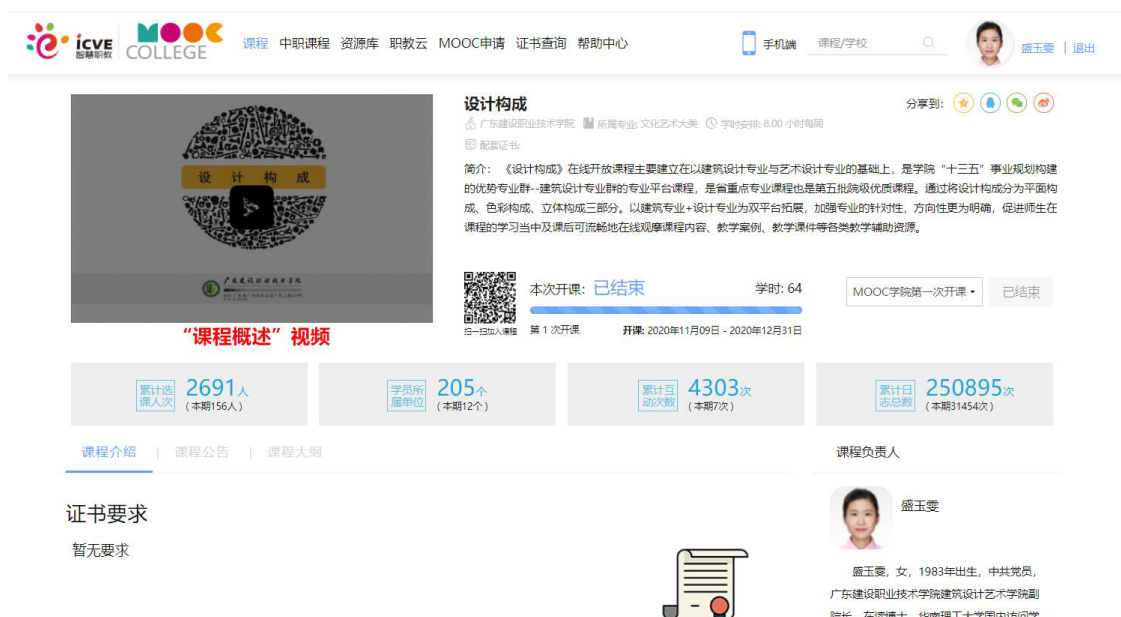 icve
智慧职教
MOOC
COLLEGE
课程 中职课程 资源库 职教云 MOOC申请 证书查询 帮助中心
手机端
课程/学校
盛玉雯 | 退出
设计构成
分享到:
广东建设职业技术学院 所属专业: 文化艺术大类 学时安排: 8.00 小时每周
配套证书:
简介: 《设计构成》在线开放课程主要建立在以建筑设计专业与艺术设计专业的基础上，是学院“十三五”事业规划构建
的优势专业群--建筑设计专业群的专业平台课程，是省重点专业课程也是第五批院级优质课程。通过将设计构成分为平面构
成、色彩构成、立体构成三部分。以建筑专业+设计专业为双平台拓展，加强专业的针对性，方向性更为明确，促进师生在
课程的学习当中及课后可流畅地在线观摩课程内容、教学案例、教学课件等各类教学辅助资源。
设计构成
广东建设职业技术学院
“课程概述”视频
本次开课: 已结束 学时: 64
扫一扫加入课程
第 1 次开课 开课: 2020年11月09日 - 2020年12月31日
MOOC学院第一次开课
已结束
累计选课人次 2691人
(本期156人)
学员所属单位 205个
(本期12个)
累计互动次数 4303次
(本期7次)
累计日志总数 250895次
(本期31454次)
课程介绍 | 课程公告 | 课程大纲
课程负责人
证书要求
暂无要求
盛玉雯
盛玉雯，女，1983年出生，中共党员，
广东建设职业技术学院建筑设计艺术学院副
院长，在读博士，华南理工大学国内访问学